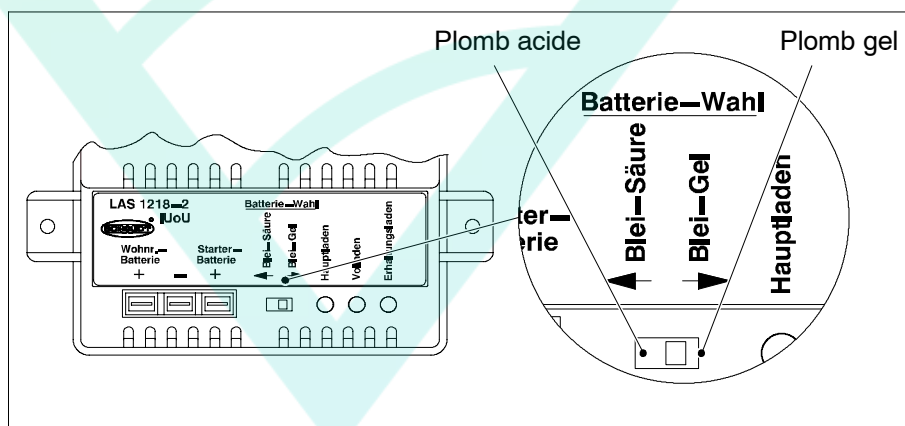 Plomb acide
Plomb gel
LAS 1218-2
IUoU
Wohnr.-
Batterie
+
-
Starter-
Batterie
+
Batterie-Wahl
Blei-Säure
Blei-Gel
Hauptladen
Vollladen
Erhaltungsladen
Batterie-Wahl
Blei-Säure
Blei-Gel
Hauptladen
ter-
erie